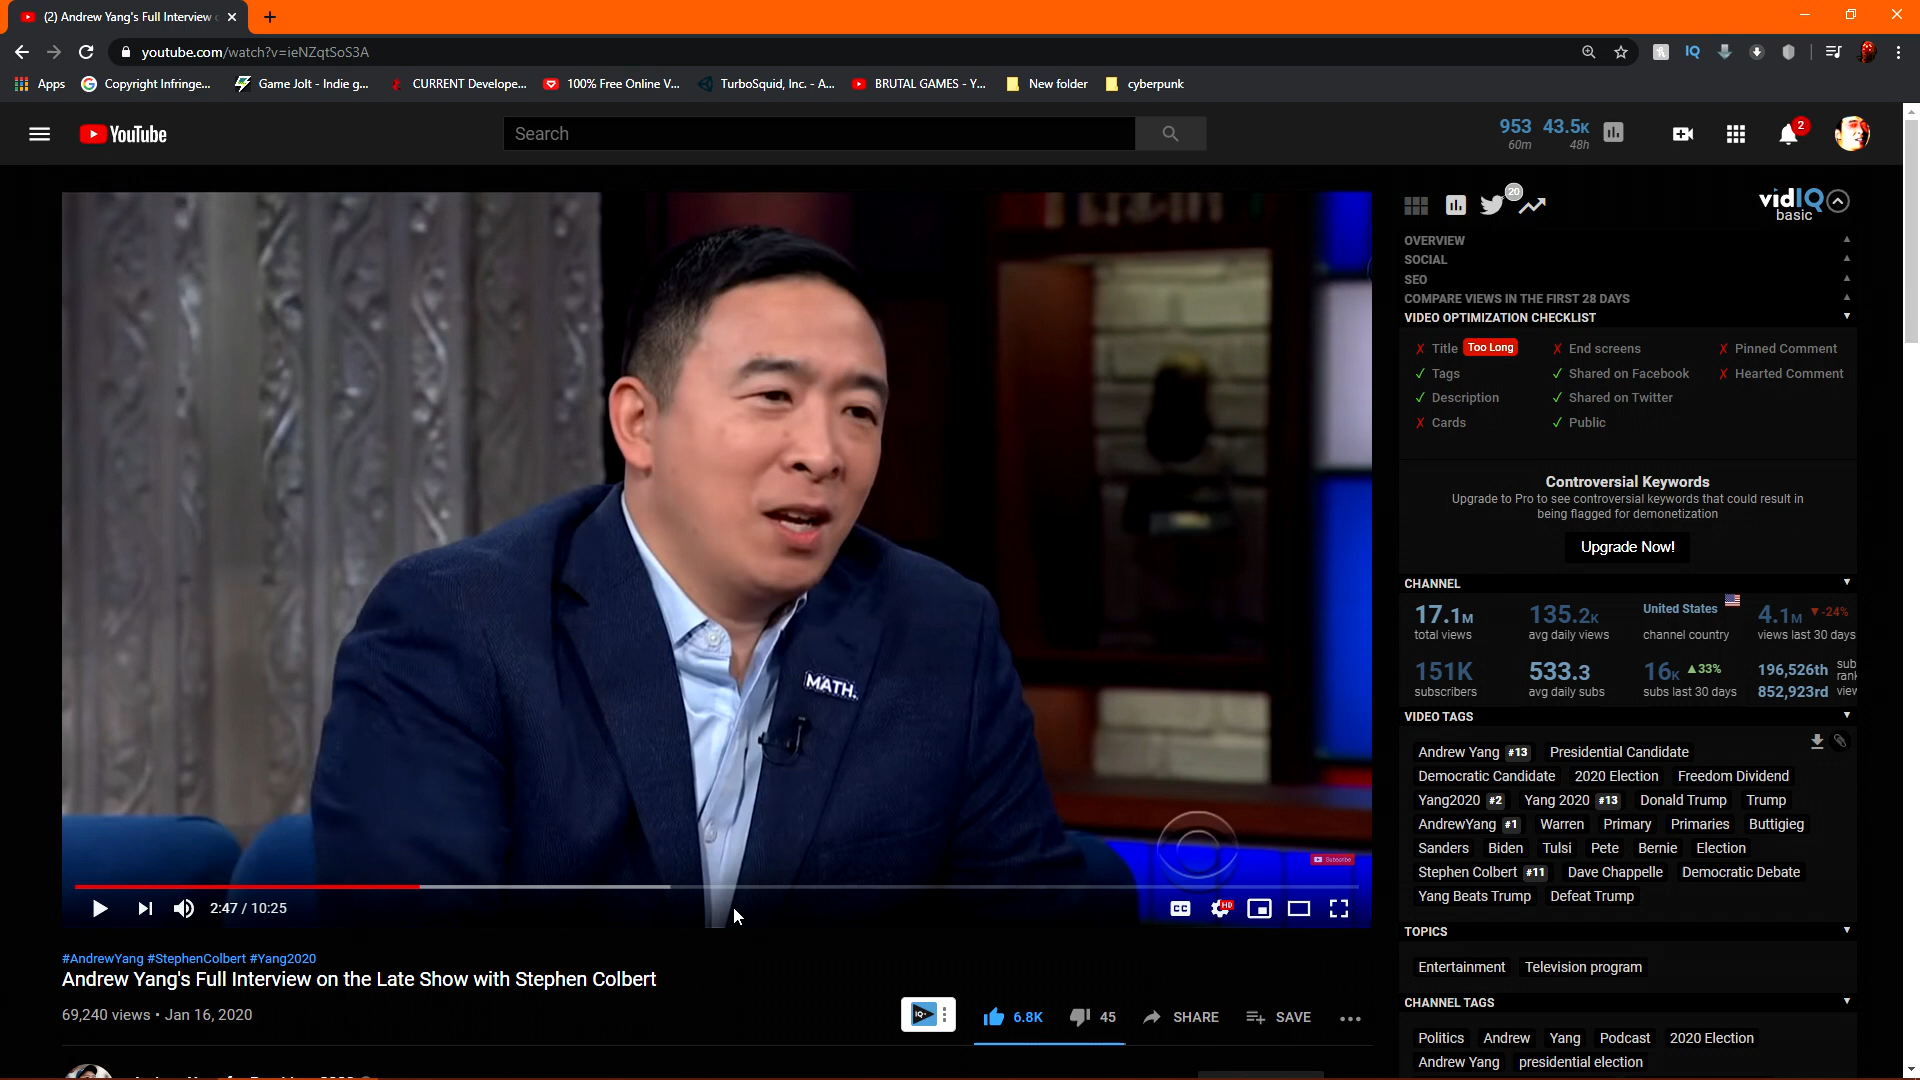 (2) Andrew Yang's Full Interview
youtube.com/watch?v=ieNZqtSoS3A
Apps
Copyright Infringe...
Game Jolt - Indie g...
CURRENT Develope...
100% Free Online V...
TurboSquid, Inc. - A...
BRUTAL GAMES - Y...
New folder
cyberpunk
YouTube
Search
953 60m
43.5K 48h
2
MATH.
Subscribe
2:47 / 10:25
CC
HD
#AndrewYang #StephenColbert #Yang2020
Andrew Yang's Full Interview on the Late Show with Stephen Colbert
69,240 views • Jan 16, 2020
IQ
6.8K
45
SHARE
SAVE
20
vidIQ
basic
OVERVIEW
SOCIAL
SEO
COMPARE VIEWS IN THE FIRST 28 DAYS
VIDEO OPTIMIZATION CHECKLIST
✗ Title Too Long ✗ End screens ✗ Pinned Comment
✓ Tags ✓ Shared on Facebook ✗ Hearted Comment
✓ Description ✓ Shared on Twitter
✗ Cards ✓ Public
Controversial Keywords
Upgrade to Pro to see controversial keywords that could result in
being flagged for demonetization
Upgrade Now!
CHANNEL
17.1M 135.2K United States 4.1M ▼-24%
total views avg daily views channel country views last 30 days
151K 533.3 16K ▲33% 196,526th sub rank
subscribers avg daily subs subs last 30 days 852,923rd view
VIDEO TAGS
Andrew Yang #13 Presidential Candidate
Democratic Candidate 2020 Election Freedom Dividend
Yang2020 #2 Yang 2020 #13 Donald Trump Trump
AndrewYang #1 Warren Primary Primaries Buttigieg
Sanders Biden Tulsi Pete Bernie Election
Stephen Colbert #11 Dave Chappelle Democratic Debate
Yang Beats Trump Defeat Trump
TOPICS
Entertainment Television program
CHANNEL TAGS
Politics Andrew Yang Podcast 2020 Election
Andrew Yang presidential election